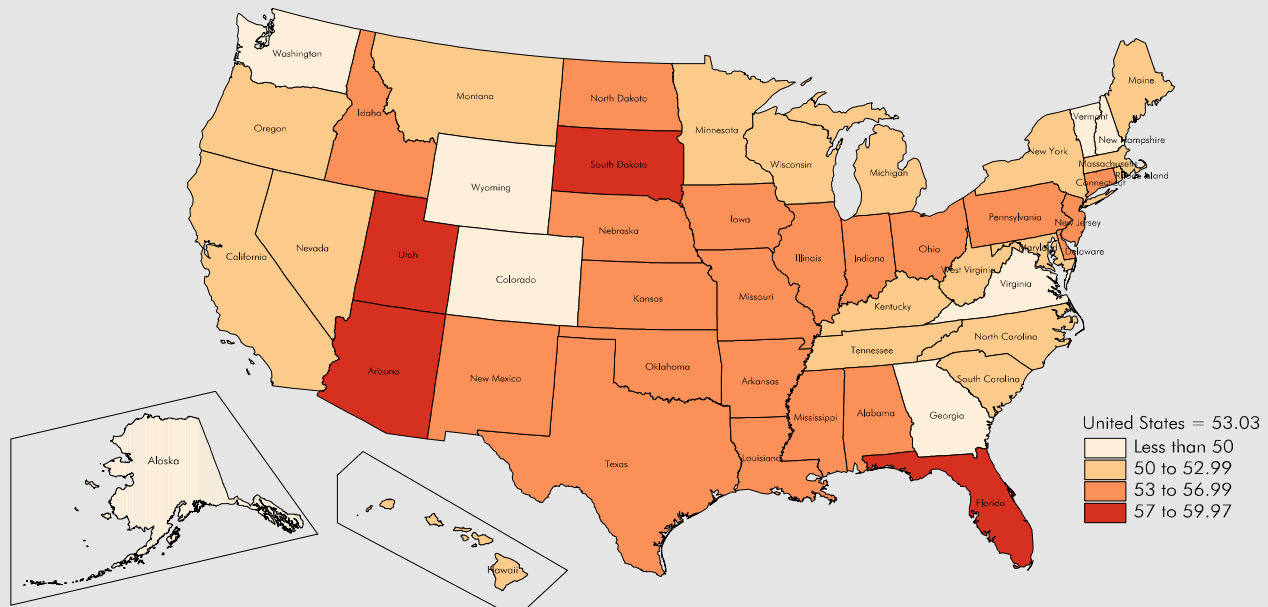 Washington
Montana
North Dakota
Minnesota
Maine
Oregon
Idaho
Wyoming
South Dakota
Wisconsin
Michigan
New York
Vermont
New Hampshire
Massachusetts
Rhode Island
Connecticut
California
Nevada
Utah
Colorado
Nebraska
Iowa
Illinois
Indiana
Ohio
Pennsylvania
New Jersey
Maryland
Delaware
West Virginia
Virginia
Kansas
Missouri
Kentucky
Tennessee
North Carolina
South Carolina
Arizona
New Mexico
Oklahoma
Arkansas
Texas
Louisiana
Mississippi
Alabama
Georgia
Florida
Alaska
Hawaii
United States = 53.03
Less than 50
50 to 52.99
53 to 56.99
57 to 59.97